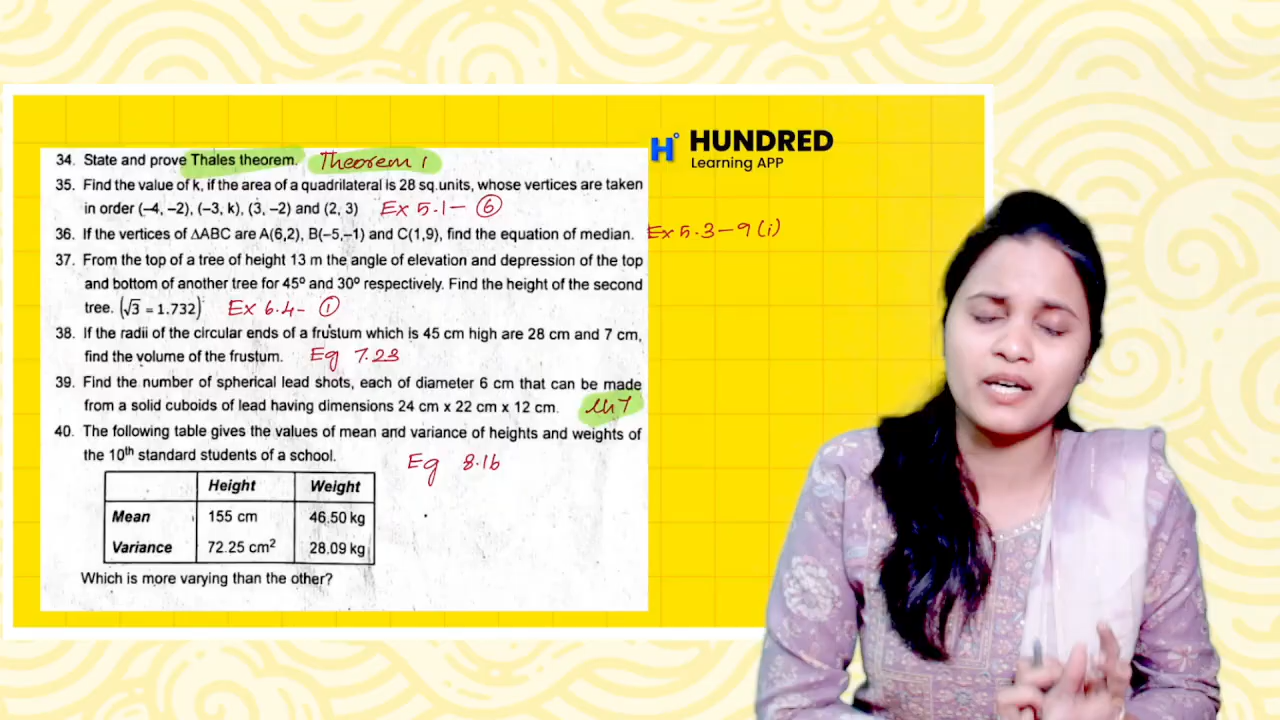 34. State and prove Thales theorem. Theorem 1
35. Find the value of k, if the area of a quadrilateral is 28 sq.units, whose vertices are taken
in order (–4, –2), (–3, k), (3, –2) and (2, 3) Ex 5.1 – ⑥
36. If the vertices of ΔABC are A(6,2), B(–5,–1) and C(1,9), find the equation of median. Ex 5.3 – 9 (i)
37. From the top of a tree of height 13 m the angle of elevation and depression of the top
and bottom of another tree for 45⁰ and 30⁰ respectively. Find the height of the second
tree. (√3 = 1.732) Ex 6.4 – ①
38. If the radii of the circular ends of a frustum which is 45 cm high are 28 cm and 7 cm,
find the volume of the frustum. Eg 7.23
39. Find the number of spherical lead shots, each of diameter 6 cm that can be made
from a solid cuboids of lead having dimensions 24 cm x 22 cm x 12 cm.
40. The following table gives the values of mean and variance of heights and weights of
the 10th standard students of a school. Eg 8.16
Height Weight
Mean 155 cm 46.50 kg
Variance 72.25 cm² 28.09 kg
Which is more varying than the other?
H° HUNDRED
Learning APP